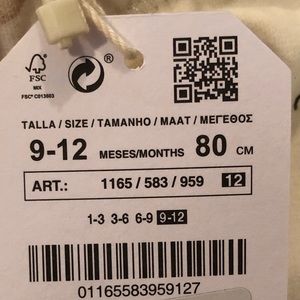 FSC
MIX
FSC® C013603
®
TALLA / SIZE / TAMANHO / MAAT / ΜΕΓΕΘΟΣ
9-12 MESES/MONTHS 80 CM
ART.: 1165 / 583 / 959 12
1-3 3-6 6-9 9-12
01165583959127